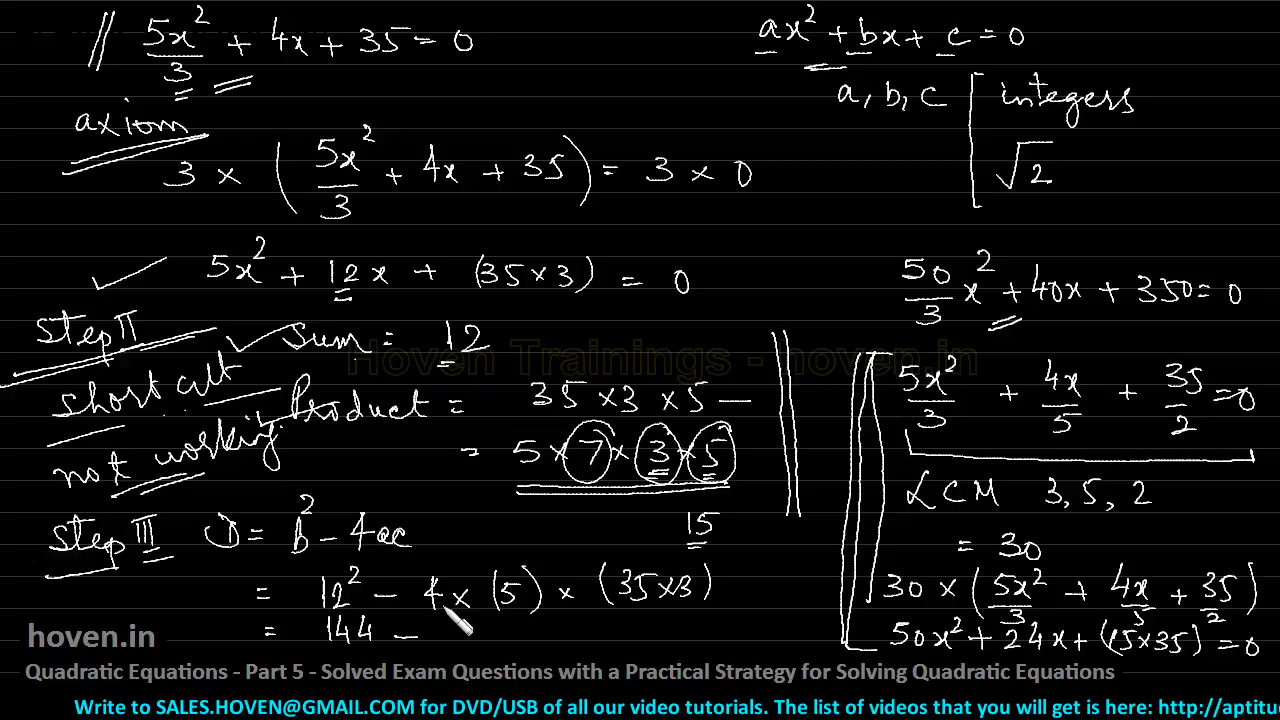 // 5x²/3 + 4x + 35 = 0
axiom
3 × ( 5x²/3 + 4x + 35 ) = 3 × 0
5x² + 12x + (35×3) = 0
Step II Sum = 12
short cut Product = 35 × 3 × 5 —
not working = 5 × 7 × 3 × 5
15
Step III D = b² - 4ac
= 12² - 4 × (5) × (35×3)
= 144 -
ax² + bx + c = 0
a, b, c integers
√2
50/3 x² + 40x + 350 = 0
5x²/3 + 4x/5 + 35/2 = 0
LCM 3, 5, 2
= 30
30 × ( 5x²/3 + 4x/5 + 35/2 )
50x² + 24x + (15×35) = 0
Hoven Trainings - hoven.in
hoven.in
Quadratic Equations - Part 5 - Solved Exam Questions with a Practical Strategy for Solving Quadratic Equations
Write to SALES.HOVEN@GMAIL.COM for DVD/USB of all our video tutorials. The list of videos that you will get is here: http://aptitu